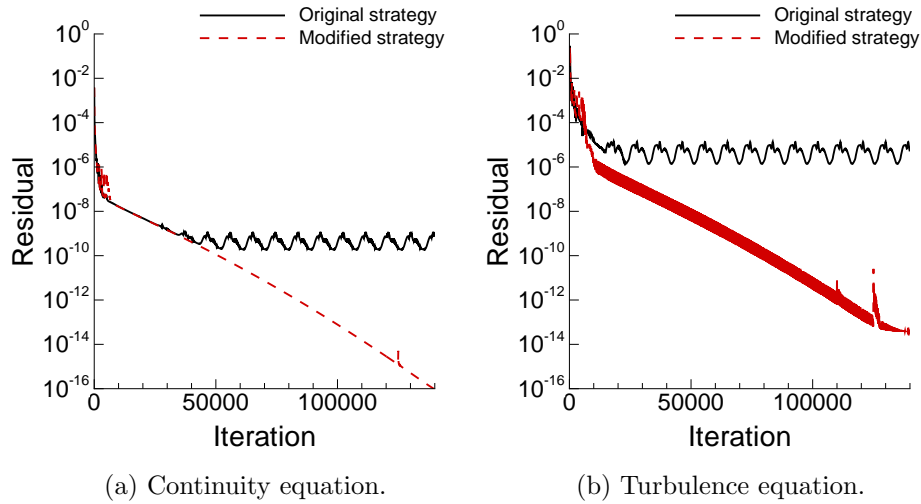 Original strategy
Modified strategy
10^0
10^-2
10^-4
10^-6
10^-8
10^-10
10^-12
10^-14
10^-16
Residual
0 50000 100000
Iteration
(a) Continuity equation.
Original strategy
Modified strategy
10^0
10^-2
10^-4
10^-6
10^-8
10^-10
10^-12
10^-14
10^-16
Residual
0 50000 100000
Iteration
(b) Turbulence equation.